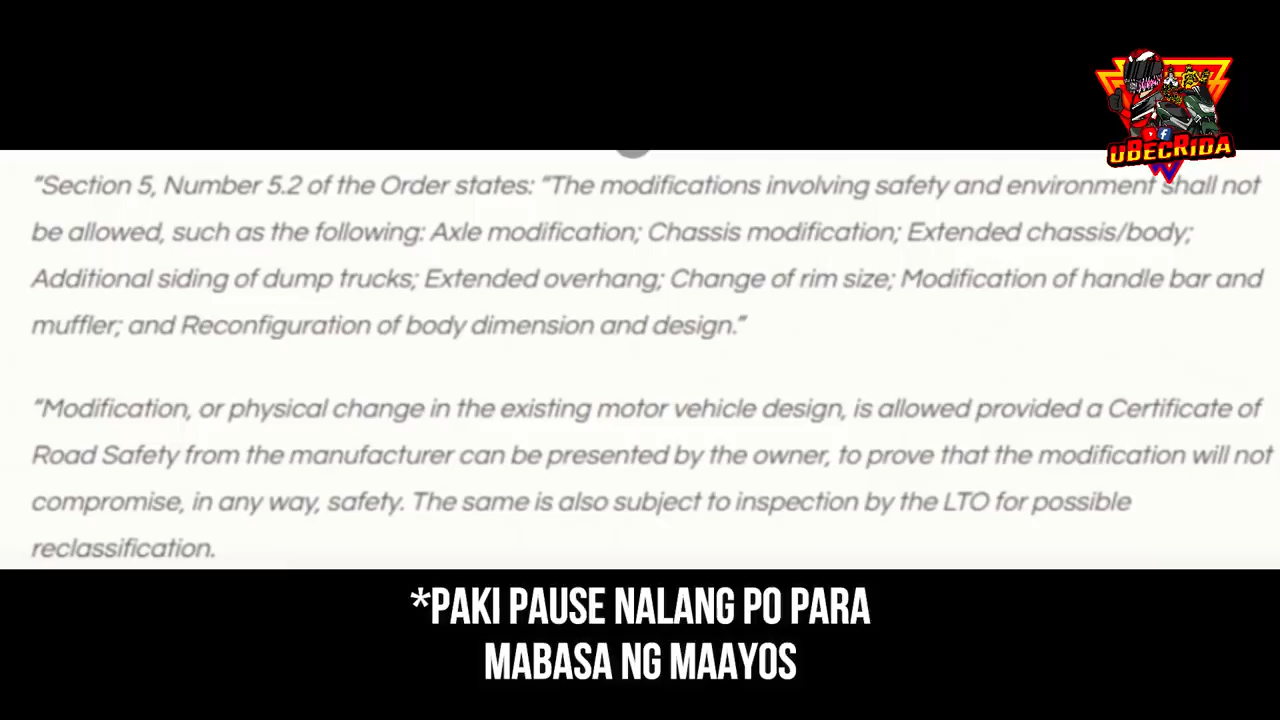 UBECRIDA
“Section 5, Number 5.2 of the Order states: “The modifications involving safety and environment shall not
be allowed, such as the following: Axle modification; Chassis modification; Extended chassis/body;
Additional siding of dump trucks; Extended overhang; Change of rim size; Modification of handle bar and
muffler; and Reconfiguration of body dimension and design.”
“Modification, or physical change in the existing motor vehicle design, is allowed provided a Certificate of
Road Safety from the manufacturer can be presented by the owner, to prove that the modification will not
compromise, in any way, safety. The same is also subject to inspection by the LTO for possible
reclassification.
*PAKI PAUSE NALANG PO PARA
MABASA NG MAAYOS